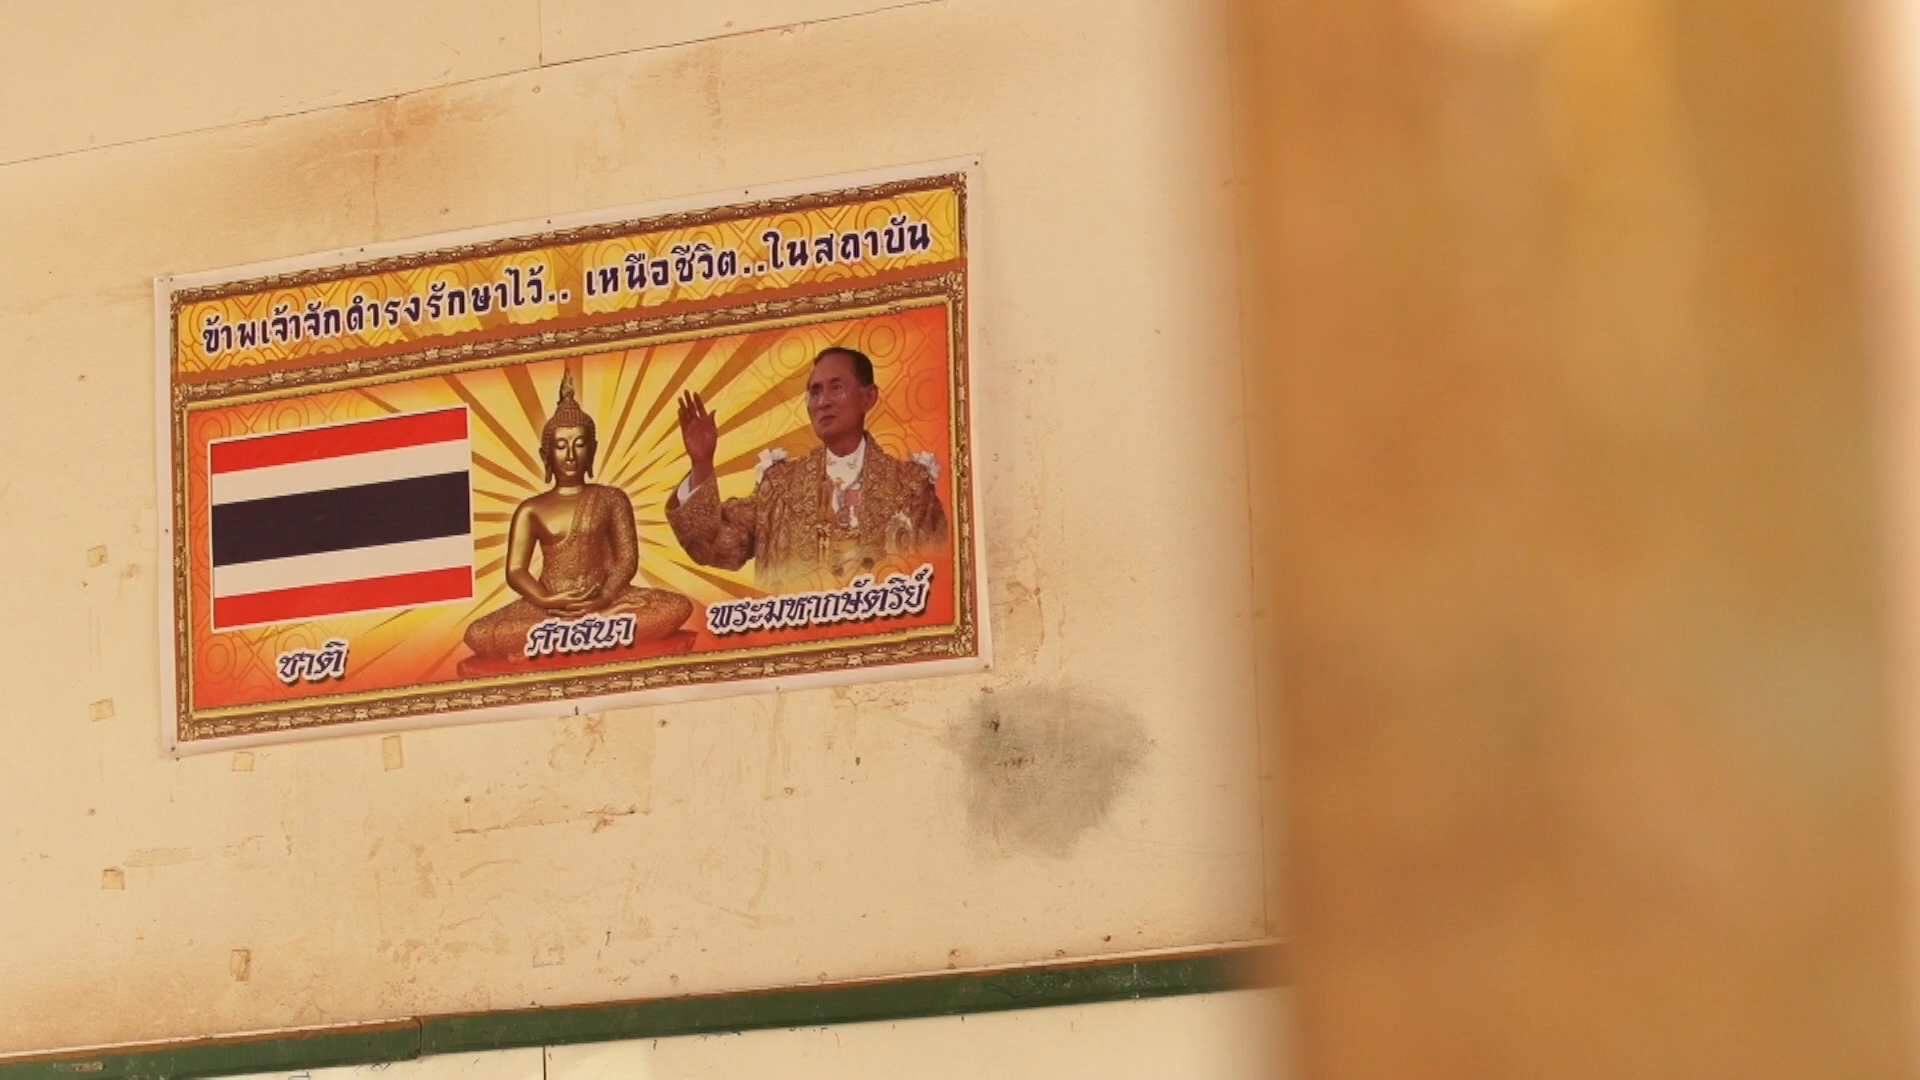 ข้าพเจ้าจักดำรงรักษาไว้.. เหนือชีวิต..ในสถาบัน
ชาติ
ศาสนา
พระมหากษัตริย์